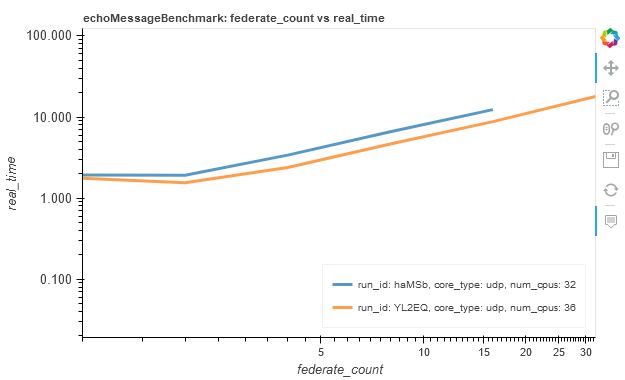 echoMessageBenchmark: federate_count vs real_time
100.000
10.000
1.000
0.100
real_time
run_id: haMSb, core_type: udp, num_cpus: 32
run_id: YL2EQ, core_type: udp, num_cpus: 36
5 10 15 20 25 30
federate_count